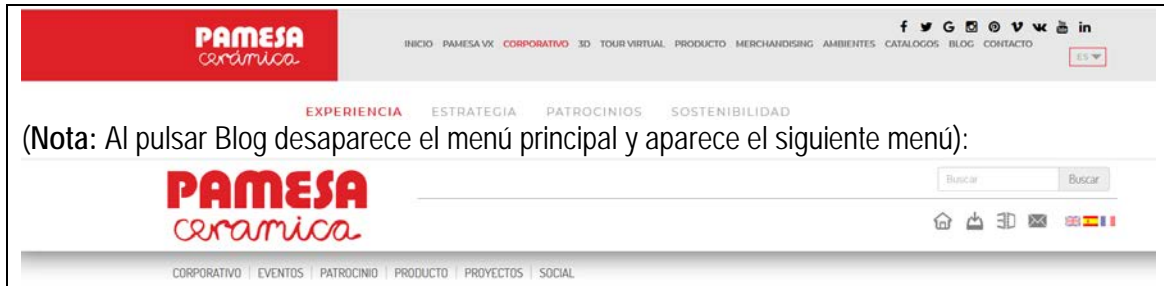 PAMESA
cerámica
INICIO PAMESA VX CORPORATIVO 3D TOUR VIRTUAL PRODUCTO MERCHANDISING AMBIENTES CATALOGOS BLOG CONTACTO
ES
EXPERIENCIA ESTRATEGIA PATROCINIOS SOSTENIBILIDAD
(Nota: Al pulsar Blog desaparece el menú principal y aparece el siguiente menú):
PAMESA
ceramica
Buscar Buscar
3D
CORPORATIVO | EVENTOS | PATROCINIO | PRODUCTO | PROYECTOS | SOCIAL